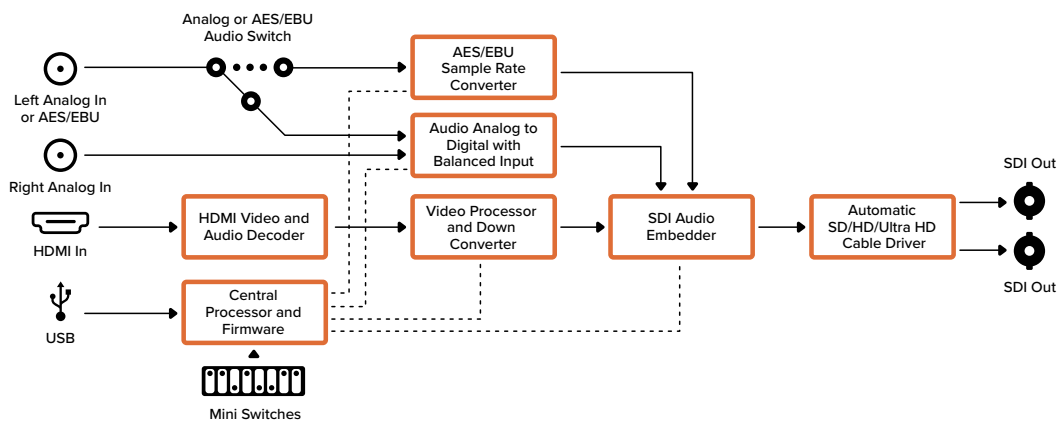 Analog or AES/EBU
Audio Switch
Left Analog In
or AES/EBU
AES/EBU
Sample Rate
Converter
Audio Analog to
Digital with
Balanced Input
Right Analog In
HDMI In
HDMI Video and
Audio Decoder
Video Processor
and Down
Converter
SDI Audio
Embedder
Automatic
SD/HD/Ultra HD
Cable Driver
SDI Out
SDI Out
USB
Central
Processor and
Firmware
Mini Switches